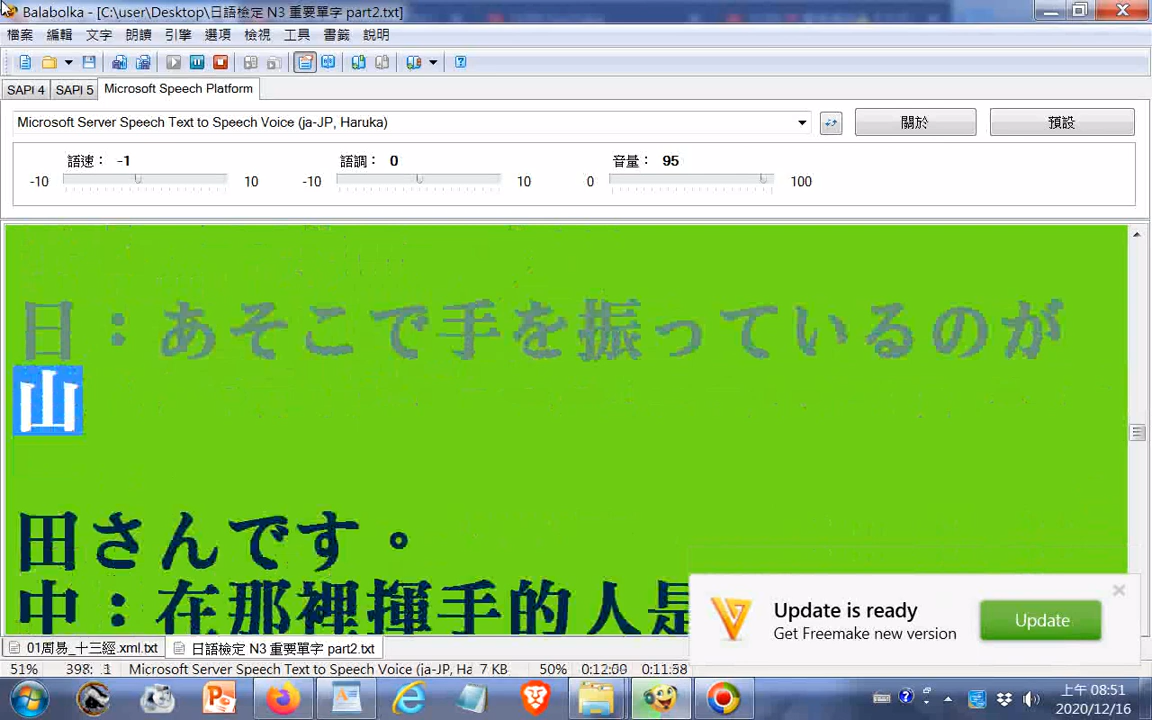 Balabolka - [C:\user\Desktop\日語檢定 N3 重要單字 part2.txt]
檔案 編輯 文字 朗讀 引擎 選項 檢視 工具 書籤 說明
SAPI 4 SAPI 5 Microsoft Speech Platform
Microsoft Server Speech Text to Speech Voice (ja-JP, Haruka) 關於 預設
語速： -1 語調： 0 音量： 95
-10 10 -10 10 0 100
日：あそこで手を振っているのが
山
田さんです。
中：在那裡揮手的人是
Update is ready
Get Freemake new version
Update
01周易_十三經.xml.txt 日語檢定 N3 重要單字 part2.txt
51% 398: 1 Microsoft Server Speech Text to Speech Voice (ja-JP, Ha 7 KB 50% 0:12:00 0:11:58
上午 08:51
2020/12/16